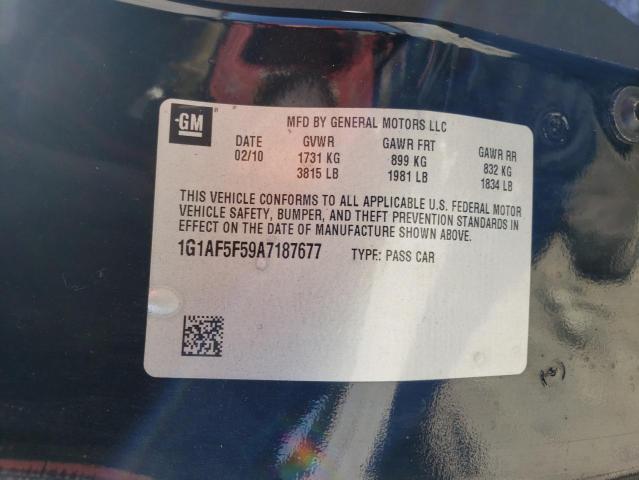 GM
MFD BY GENERAL MOTORS LLC
DATE GVWR GAWR FRT GAWR RR
02/10 1731 KG 899 KG 832 KG
3815 LB 1981 LB 1834 LB
THIS VEHICLE CONFORMS TO ALL APPLICABLE U.S. FEDERAL MOTOR
VEHICLE SAFETY, BUMPER, AND THEFT PREVENTION STANDARDS IN
EFFECT ON THE DATE OF MANUFACTURE SHOWN ABOVE.
1G1AF5F59A7187677 TYPE: PASS CAR